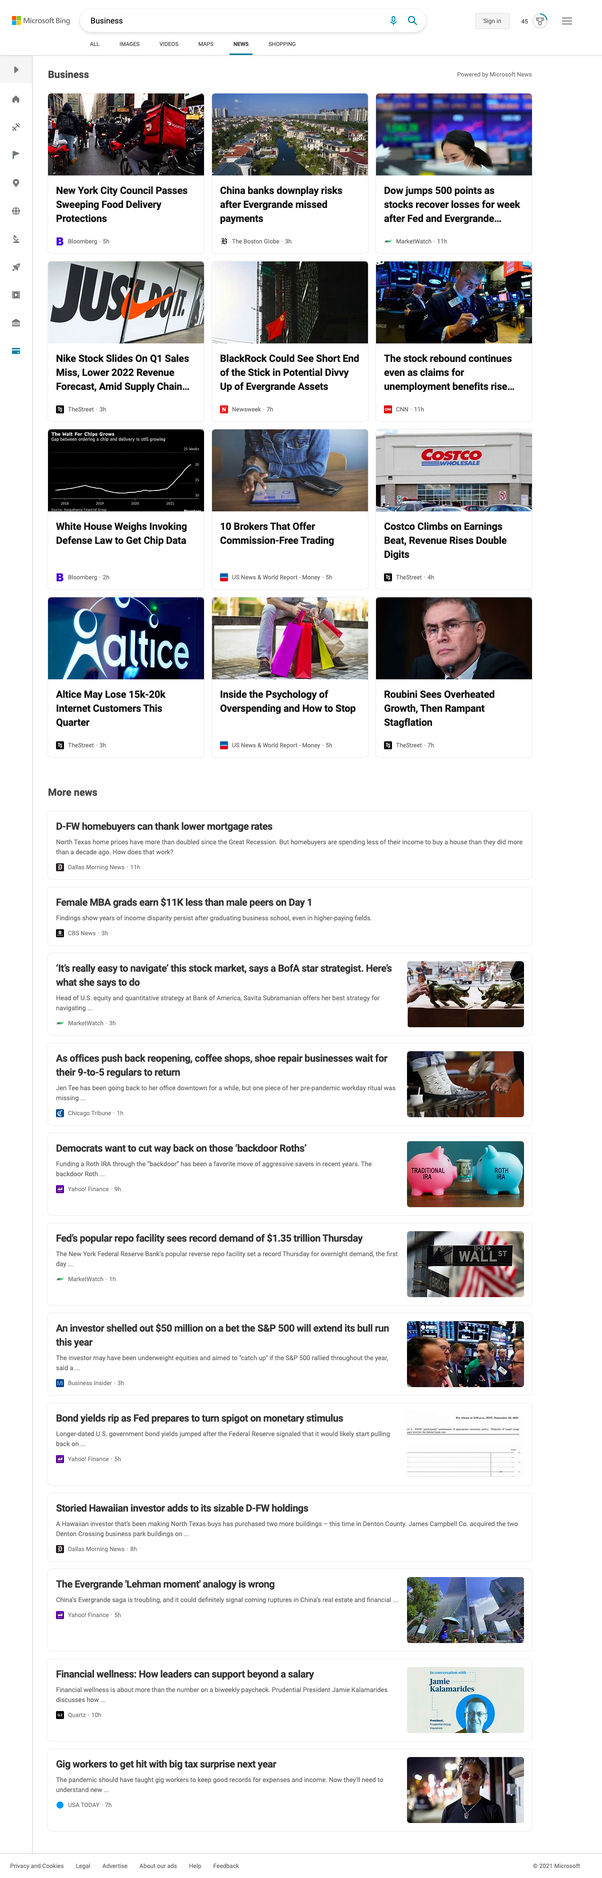 Microsoft Bing
Business
Sign in
45
ALL IMAGES VIDEOS MAPS NEWS SHOPPING
Business
Powered by Microsoft News
New York City Council Passes
Sweeping Food Delivery
Protections
Bloomberg · 5h
China banks downplay risks
after Evergrande missed
payments
The Boston Globe · 3h
Dow jumps 500 points as
stocks recover losses for week
after Fed and Evergrande...
MarketWatch · 11h
JUST DO IT.
Nike Stock Slides On Q1 Sales
Miss, Lower 2022 Revenue
Forecast, Amid Supply Chain...
TheStreet · 3h
BlackRock Could See Short End
of the Stick in Potential Divvy
Up of Evergrande Assets
Newsweek · 7h
The stock rebound continues
even as claims for
unemployment benefits rise...
CNN · 11h
The Wait For Chips Grows
Gap between ordering a chip and delivery is still growing
2018 2019 2020 2021
White House Weighs Invoking
Defense Law to Get Chip Data
Bloomberg · 2h
10 Brokers That Offer
Commission-Free Trading
US News & World Report - Money · 5h
COSTCO
WHOLESALE
Costco Climbs on Earnings
Beat, Revenue Rises Double
Digits
TheStreet · 4h
altice
Altice May Lose 15k-20k
Internet Customers This
Quarter
TheStreet · 3h
Inside the Psychology of
Overspending and How to Stop
US News & World Report - Money · 5h
Roubini Sees Overheated
Growth, Then Rampant
Stagflation
TheStreet · 7h
More news
D-FW homebuyers can thank lower mortgage rates
North Texas home prices have more than doubled since the Great Recession. But homebuyers are spending less of their income to buy a house than they did more
than a decade ago. How does that work?
Dallas Morning News · 11h
Female MBA grads earn $11K less than male peers on Day 1
Findings show years of income disparity persist after graduating business school, even in higher-paying fields.
CBS News · 3h
'It's really easy to navigate' this stock market, says a BofA star strategist. Here's
what she says to do
Head of U.S. equity and quantitative strategy at Bank of America, Savita Subramanian offers her best strategy for
navigating ...
MarketWatch · 3h
As offices push back reopening, coffee shops, shoe repair businesses wait for
their 9-to-5 regulars to return
Jen Tee has been going back to her office downtown for a while, but one piece of her pre-pandemic workday ritual was
missing ...
Chicago Tribune · 1h
Democrats want to cut way back on those 'backdoor Roths'
Funding a Roth IRA through the "backdoor" has been a favorite move of aggressive savers in recent years. The
backdoor Roth ...
Yahoo! Finance · 9h
TRADITIONAL
IRA
ROTH
IRA
Fed's popular repo facility sees record demand of $1.35 trillion Thursday
The New York Federal Reserve Bank's popular reverse repo facility set a record Thursday for overnight demand, the first
day ...
MarketWatch · 1h
WALL ST
An investor shelled out $50 million on a bet the S&P 500 will extend its bull run
this year
The investor may have been underweight equities and aimed to "catch up" if the S&P 500 rallied throughout the year,
said a ...
Business Insider · 3h
Bond yields rip as Fed prepares to turn spigot on monetary stimulus
Longer-dated U.S. government bond yields jumped after the Federal Reserve signaled that it would likely start pulling
back on ...
Yahoo! Finance · 5h
Storied Hawaiian investor adds to its sizable D-FW holdings
A Hawaiian investor that's been making North Texas buys has purchased two more buildings – this time in Denton County. James Campbell Co. acquired the two
Denton Crossing business park buildings on ...
Dallas Morning News · 8h
The Evergrande 'Lehman moment' analogy is wrong
China's Evergrande saga is troubling, and it could definitely signal coming ruptures in China's real estate and financial ...
Yahoo! Finance · 5h
Financial wellness: How leaders can support beyond a salary
Financial wellness is about more than the number on a biweekly paycheck. Prudential President Jamie Kalamarides
discusses how ...
Quartz · 10h
In conversation with
Jamie
Kalamarides
Gig workers to get hit with big tax surprise next year
The pandemic should have taught gig workers to keep good records for expenses and income. Now they'll need to
understand new ...
USA TODAY · 7h
Privacy and Cookies Legal Advertise About our ads Help Feedback
© 2021 Microsoft